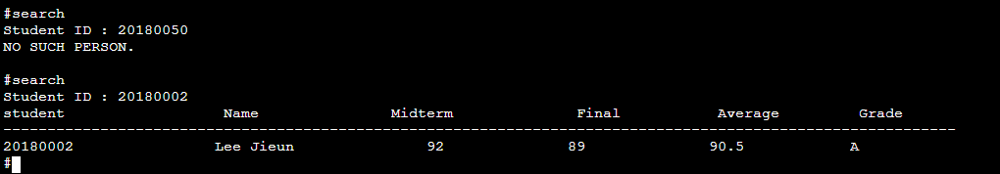 #search
Student ID : 20180050
NO SUCH PERSON.
#search
Student ID : 20180002
student Name Midterm Final Average Grade
------------------------------------------------------------------------------------------------------------
20180002 Lee Jieun 92 89 90.5 A
#